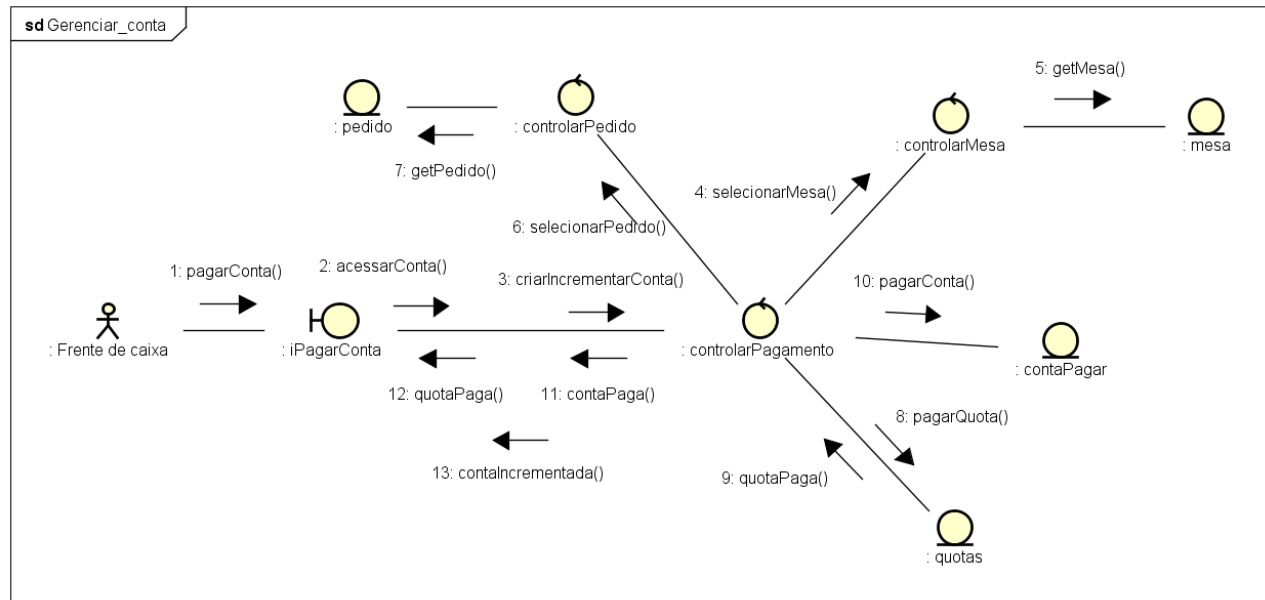 sd Gerenciar_conta
5: getMesa()
: pedido
: controlarPedido
: controlarMesa
: mesa
7: getPedido()
4: selecionarMesa()
6: selecionarPedido()
1: pagarConta()
2: acessarConta()
3: criarIncrementarConta()
10: pagarConta()
: Frente de caixa
: iPagarConta
: controlarPagamento
: contaPagar
12: quotaPaga()
11: contaPaga()
8: pagarQuota()
13: contaIncrementada()
9: quotaPaga()
: quotas